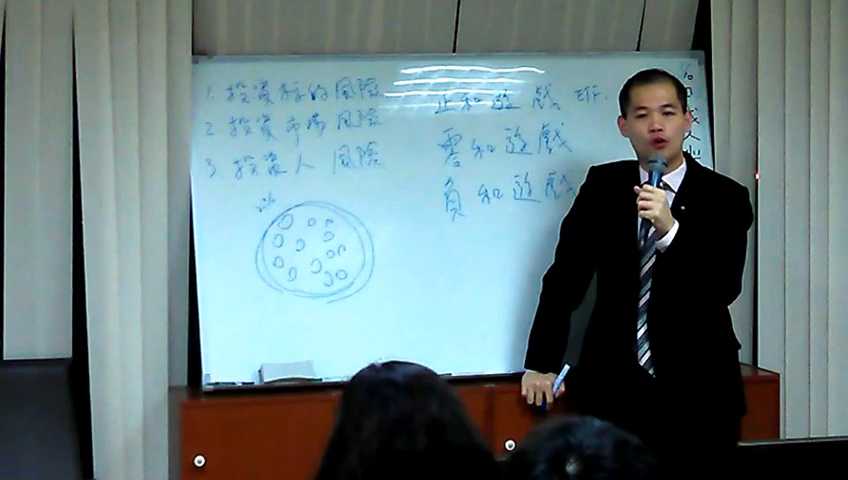 1. 投資標的風險
2. 投資市場風險
3. 投資人風險
正和遊戲 ETF.
零和遊戲
負和遊戲